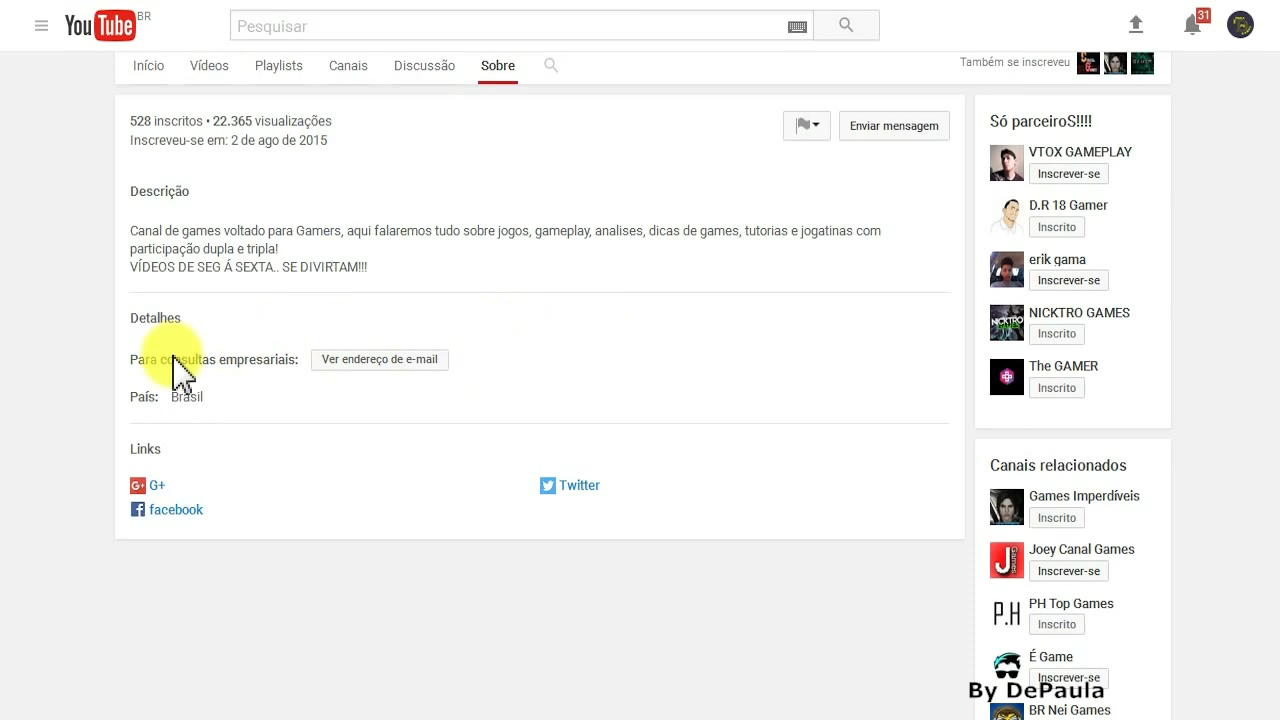 YouTube BR
Pesquisar
31
Início Vídeos Playlists Canais Sobre
Também se inscreveu
528 inscritos • 22.365 visualizações
Inscreveu-se em: 2 de ago de 2015
Enviar mensagem
Descrição
Canal de games voltado para Gamers, aqui falaremos tudo sobre jogos, gameplay, analises, dicas de games, tutorias e jogatinas com
participação dupla e tripla!
VÍDEOS DE SEG Á SEXTA.. SE DIVIRTAM!!!
Detalhes
Para consultas empresariais: Ver endereço de e-mail
País: Brasil
Links
G+ Twitter
facebook
Só parceiroS!!!!
VTOX GAMEPLAY
Inscrever-se
D.R 18 Gamer
Inscrito
erik gama
Inscrever-se
NICKTRO GAMES
Inscrito
The GAMER
Inscrito
Canais relacionados
Games Imperdíveis
Inscrito
Joey Canal Games
Inscrever-se
P.H
PH Top Games
Inscrito
É Game
Inscrever-se
By DePaula
BR Nei Games